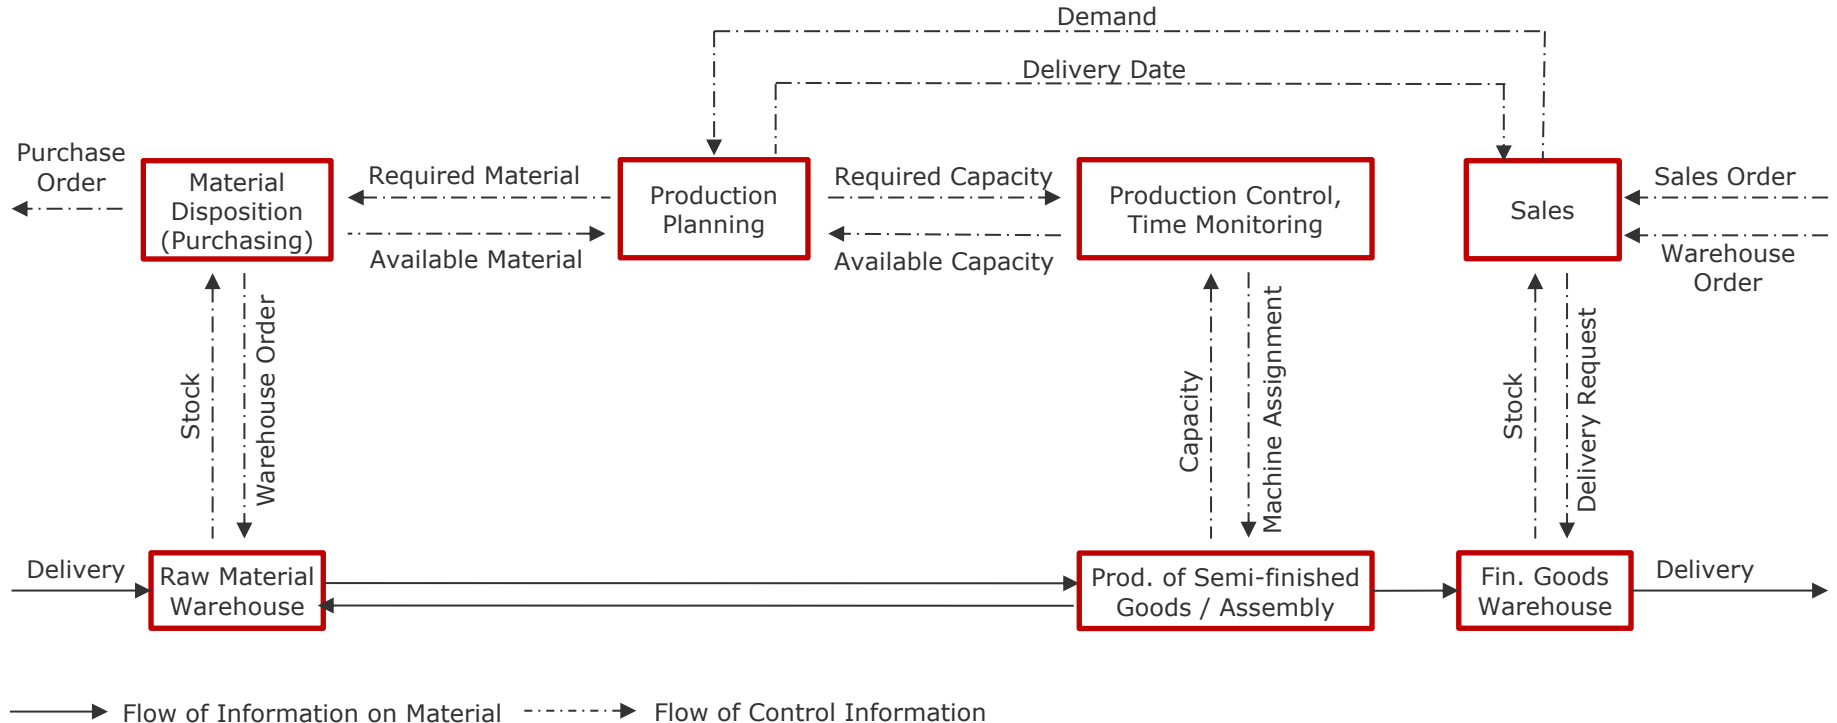 Demand
Delivery Date
Purchase
Order
Material
Disposition
(Purchasing)
Required Material
Available Material
Production
Planning
Required Capacity
Available Capacity
Production Control,
Time Monitoring
Sales
Sales Order
Warehouse
Order
Stock
Warehouse Order
Capacity
Machine Assignment
Stock
Delivery Request
Delivery
Raw Material
Warehouse
Prod. of Semi-finished
Goods / Assembly
Fin. Goods
Warehouse
Delivery
Flow of Information on Material
Flow of Control Information